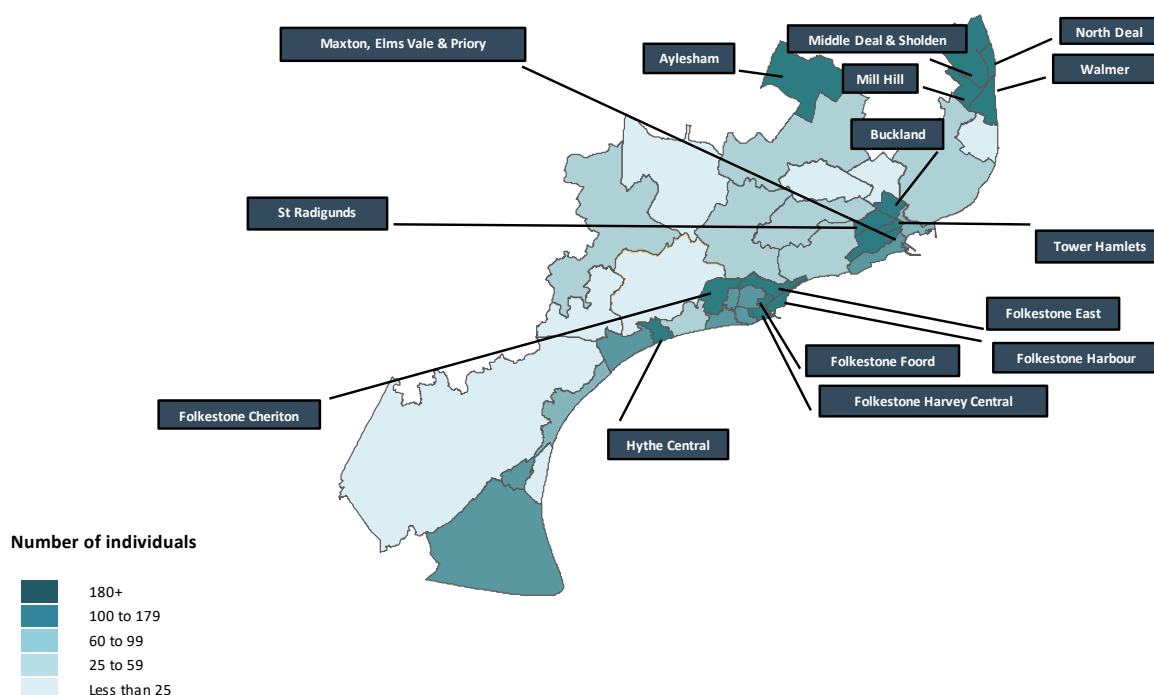 Maxton, Elms Vale & Priory
Aylesham
Middle Deal & Sholden
North Deal
Mill Hill
Walmer
Buckland
St Radigunds
Tower Hamlets
Folkestone East
Folkestone Foord
Folkestone Harbour
Folkestone Harvey Central
Folkestone Cheriton
Hythe Central
Number of individuals
180+
100 to 179
60 to 99
25 to 59
Less than 25